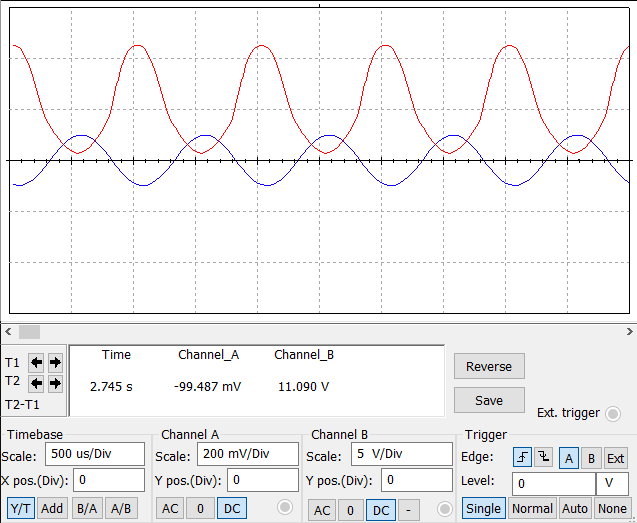 Time Channel_A Channel_B
T1
T2
T2-T1
2.745 s -99.487 mV 11.090 V
Reverse
Save
Ext. trigger
Timebase
Scale: 500 us/Div
X pos.(Div): 0
Y/T Add B/A A/B
Channel A
Scale: 200 mV/Div
Y pos.(Div): 0
AC 0 DC
Channel B
Scale: 5 V/Div
Y pos.(Div): 0
AC 0 DC -
Trigger
Edge: A B Ext
Level: 0 V
Single Normal Auto None